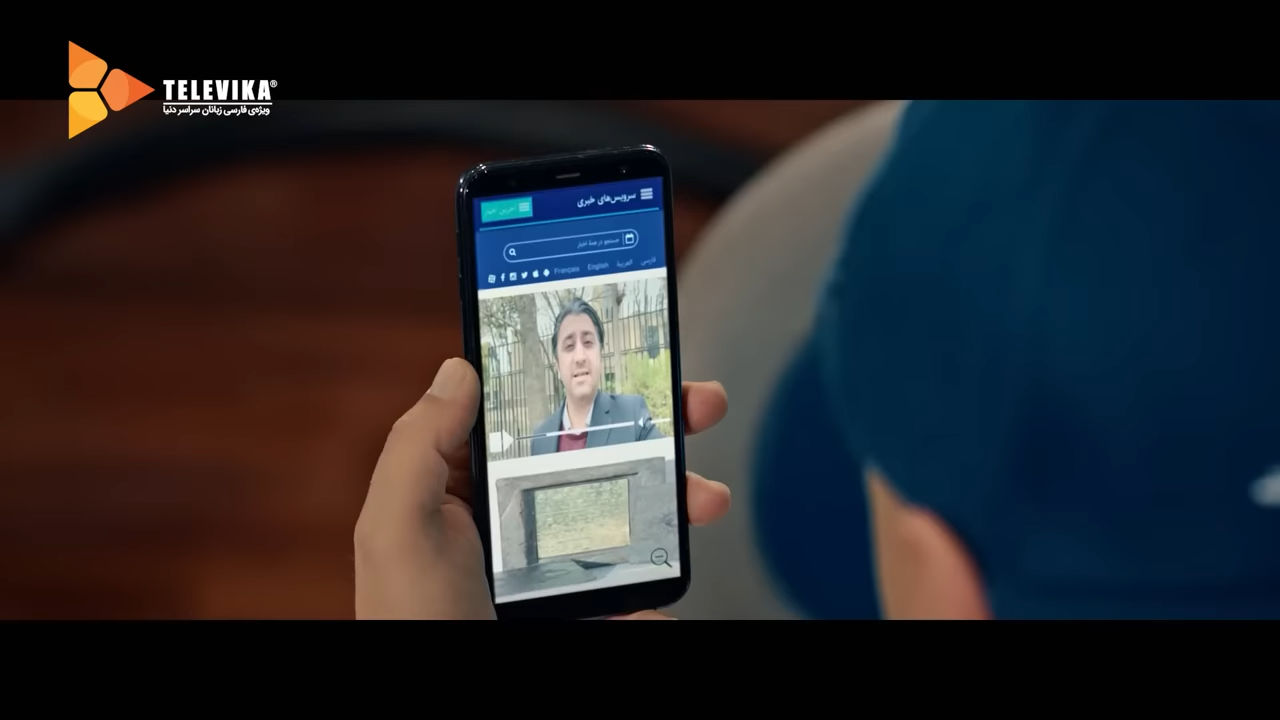 TELEVIKA®
ویژه‌ی فارسی زبانان سراسر دنیا
سرویس‌های خبری
آخرین اخبار
جستجو در همهٔ اخبار
فارسی العربية English Français